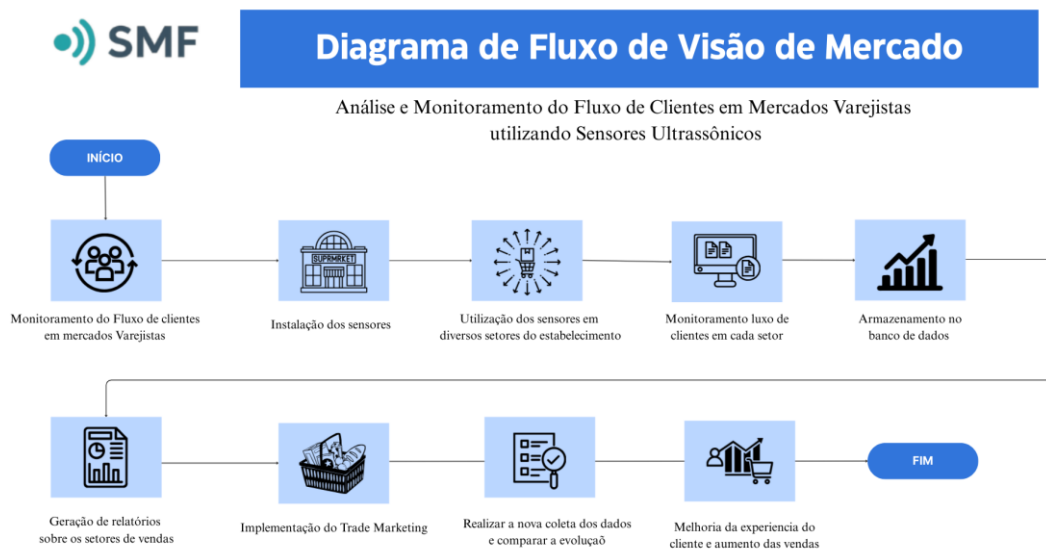 SMF
Diagrama de Fluxo de Visão de Mercado
Análise e Monitoramento do Fluxo de Clientes em Mercados Varejistas
utilizando Sensores Ultrassônicos
INÍCIO
SUPRMRKET
Monitoramento do Fluxo de clientes
em mercados Varejistas
Instalação dos sensores
Utilização dos sensores em
diversos setores do estabelecimento
Monitoramento luxo de
clientes em cada setor
Armazenamento no
banco de dados
Geração de relatórios
sobre os setores de vendas
Implementação do Trade Marketing
Realizar a nova coleta dos dados
e comparar a evoluçaõ
Melhoria da experiencia do
cliente e aumento das vendas
FIM